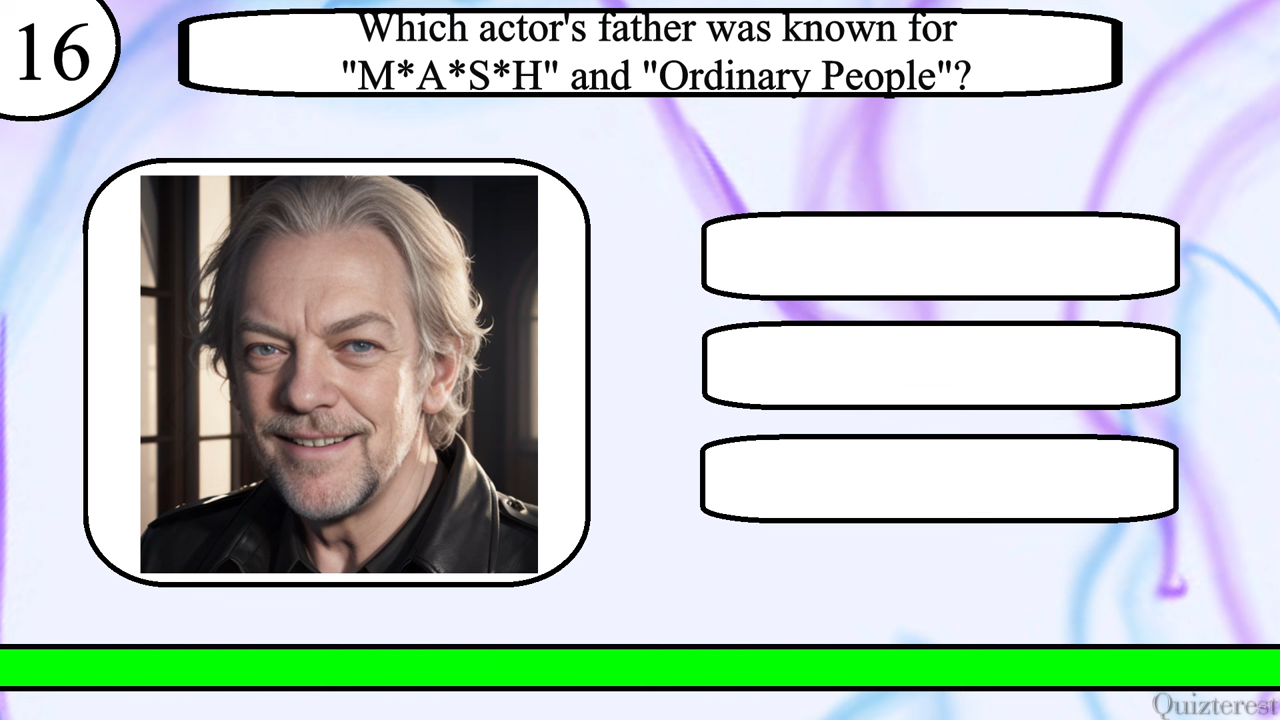 16
Which actor's father was known for
"M*A*S*H" and "Ordinary People"?
Quizterest